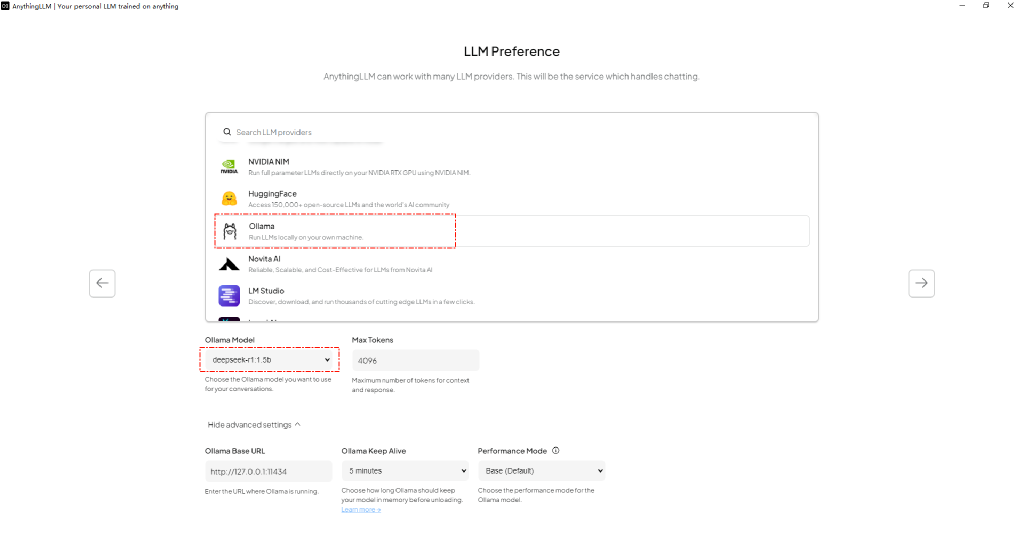 AnythingLLM | Your personal LLM trained on anything
LLM Preference
AnythingLLM can work with many LLM providers. This will be the service which handles chatting.
Search LLM providers
NVIDIA NIM
Run full parameter LLMs directly on your NVIDIA RTX GPU using NVIDIA NIM.
HuggingFace
Access 150,000+ open-source LLMs and the world's AI community
Ollama
Run LLMs locally on your own machine.
Novita AI
Reliable, Scalable, and Cost-Effective for LLMs from Novita AI
LM Studio
Discover, download, and run thousands of cutting edge LLMs in a few clicks.
Ollama Model
Max Tokens
deepseek-r1:1.5b
4096
Choose the Ollama model you want to use
for your conversations.
Maximum number of tokens for context
and response.
Hide advanced settings
Ollama Base URL
Ollama Keep Alive
Performance Mode
http://127.0.0.1:11434
5 minutes
Base (Default)
Enter the URL where Ollama is running.
Choose how long Ollama should keep
your model in memory before unloading.
Learn more
Choose the performance mode for the
Ollama model.